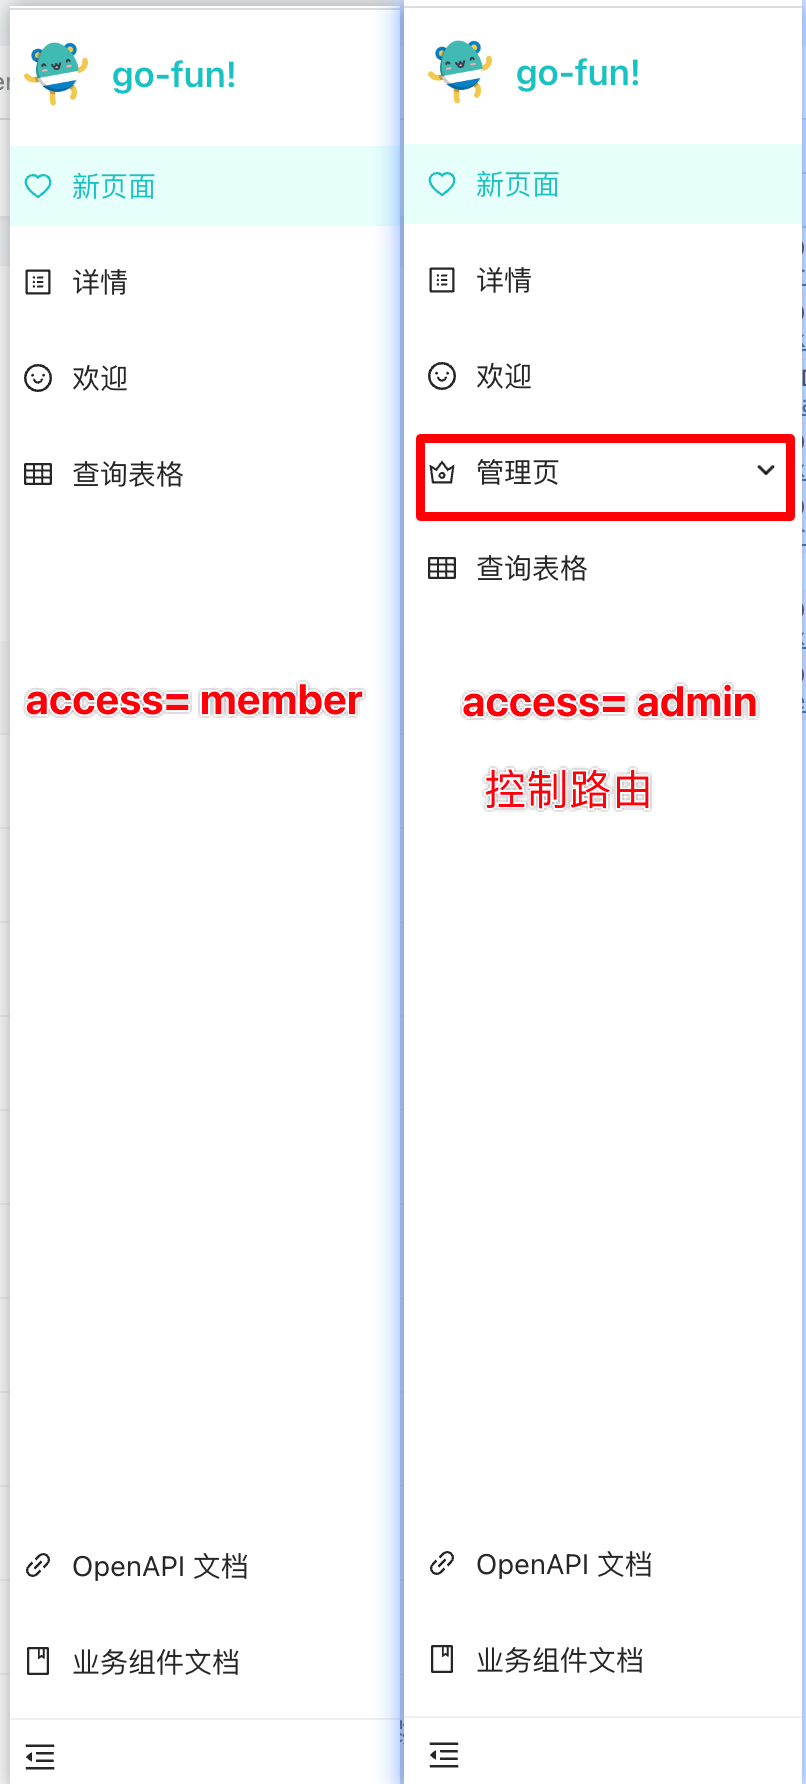 go-fun!
新页面
详情
欢迎
查询表格
access= member
OpenAPI 文档
业务组件文档
go-fun!
新页面
详情
欢迎
管理页
查询表格
access= admin
控制路由
OpenAPI 文档
业务组件文档